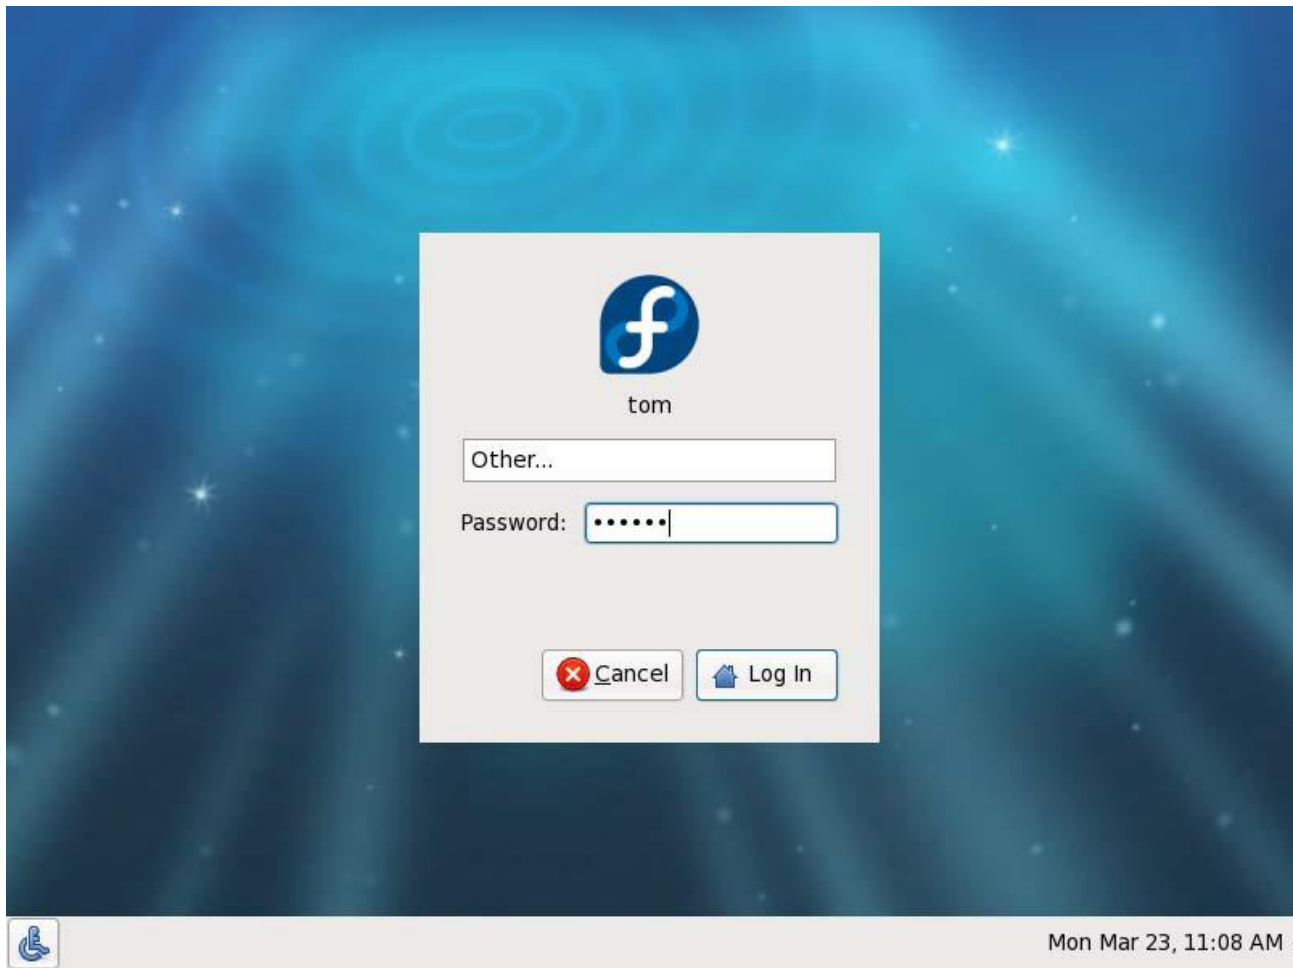 tom
Other...
Password: ••••••
Cancel
Log In
Mon Mar 23, 11:08 AM